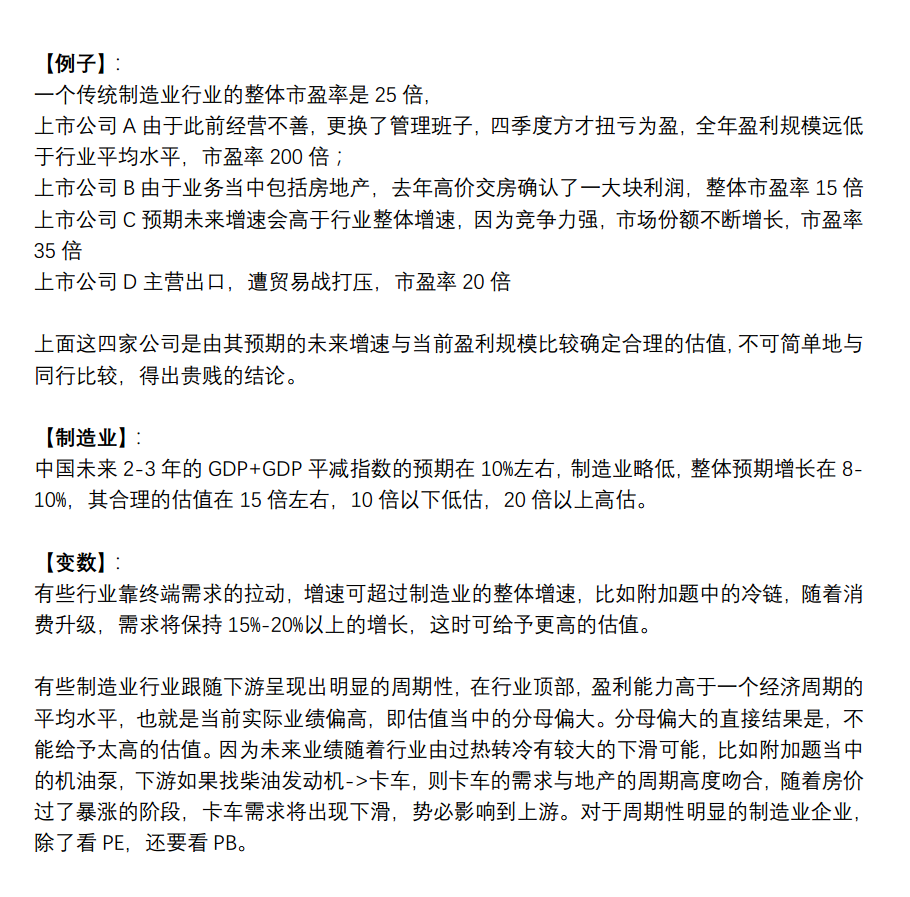 【例子】:
一个传统制造业行业的整体市盈率是 25 倍,
上市公司 A 由于此前经营不善, 更换了管理班子, 四季度方才扭亏为盈, 全年盈利规模远低
于行业平均水平, 市盈率 200 倍；
上市公司 B 由于业务当中包括房地产, 去年高价交房确认了一大块利润, 整体市盈率 15 倍
上市公司 C 预期未来增速会高于行业整体增速, 因为竞争力强, 市场份额不断增长, 市盈率
35 倍
上市公司 D 主营出口, 遭贸易战打压, 市盈率 20 倍
上面这四家公司是由其预期的未来增速与当前盈利规模比较确定合理的估值, 不可简单地与
同行比较, 得出贵贱的结论。
【制造业】:
中国未来 2-3 年的 GDP+GDP 平减指数的预期在 10%左右, 制造业略低, 整体预期增长在 8-
10%, 其合理的估值在 15 倍左右, 10 倍以下低估, 20 倍以上高估。
【变数】:
有些行业靠终端需求的拉动, 增速可超过制造业的整体增速, 比如附加题中的冷链, 随着消
费升级, 需求将保持 15%-20%以上的增长, 这时可给予更高的估值。
有些制造业行业跟随下游呈现出明显的周期性, 在行业顶部, 盈利能力高于一个经济周期的
平均水平, 也就是当前实际业绩偏高, 即估值当中的分母偏大。分母偏大的直接结果是, 不
能给予太高的估值。因为未来业绩随着行业由过热转冷有较大的下滑可能, 比如附加题当中
的机油泵, 下游如果找柴油发动机->卡车, 则卡车的需求与地产的周期高度吻合, 随着房价
过了暴涨的阶段, 卡车需求将出现下滑, 势必影响到上游。对于周期性明显的制造业企业,
除了看 PE, 还要看 PB。